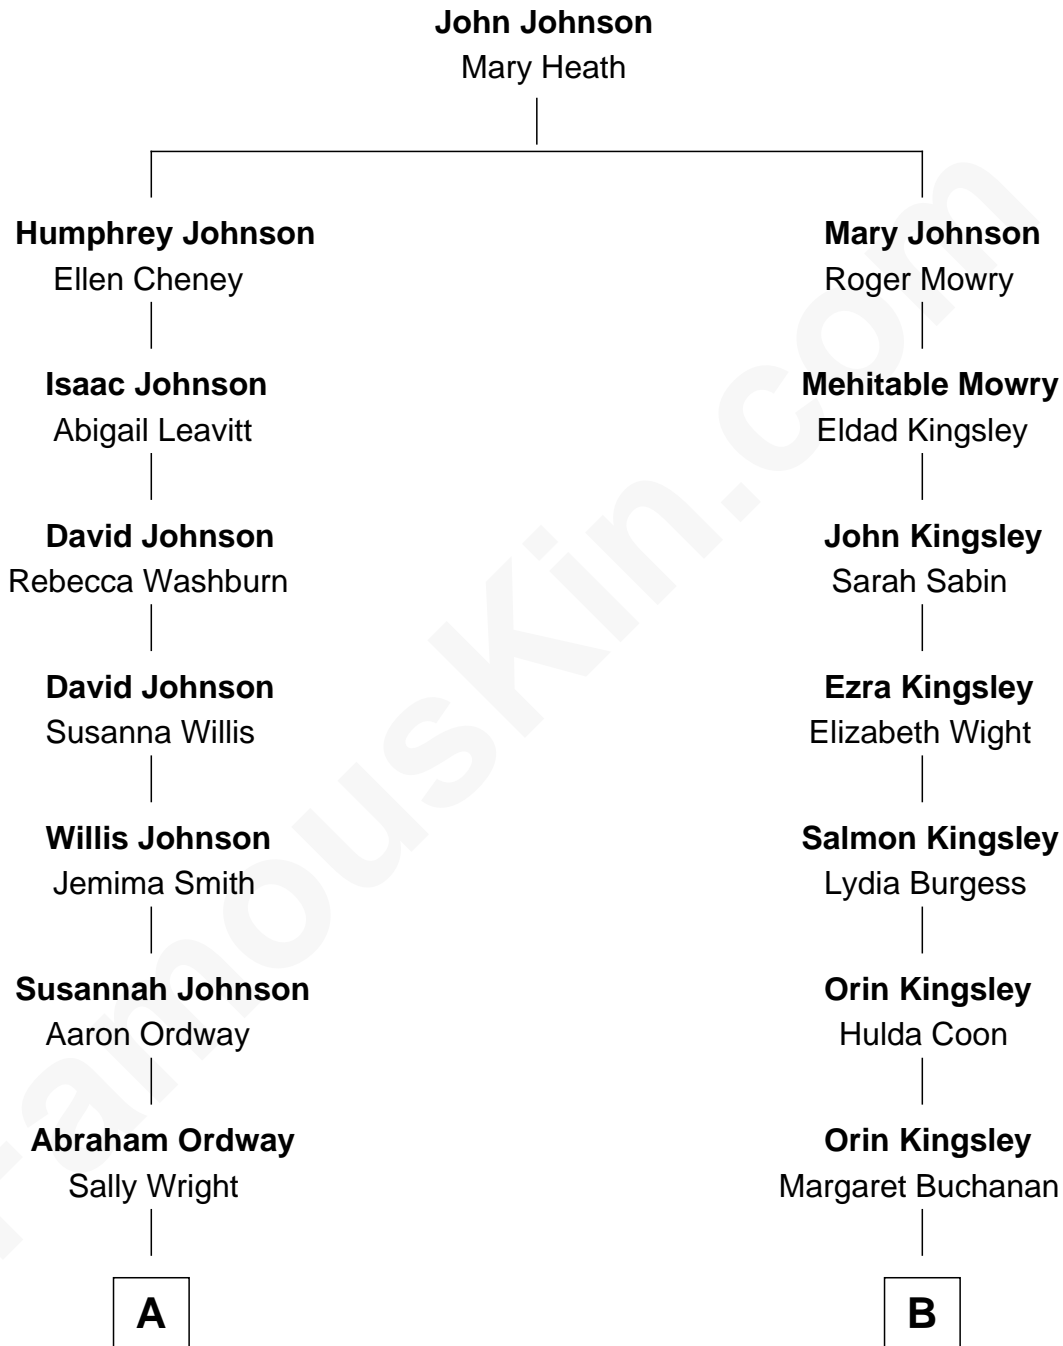 John Johnson
Mary Heath
Humphrey Johnson
Ellen Cheney
Mary Johnson
Roger Mowry
Isaac Johnson
Abigail Leavitt
Mehitable Mowry
Eldad Kingsley
David Johnson
Rebecca Washburn
John Kingsley
Sarah Sabin
David Johnson
Susanna Willis
Ezra Kingsley
Elizabeth Wight
Willis Johnson
Jemima Smith
Salmon Kingsley
Lydia Burgess
Susannah Johnson
Aaron Ordway
Orin Kingsley
Hulda Coon
Abraham Ordway
Sally Wright
Orin Kingsley
Margaret Buchanan
A
B
FamousKin.com